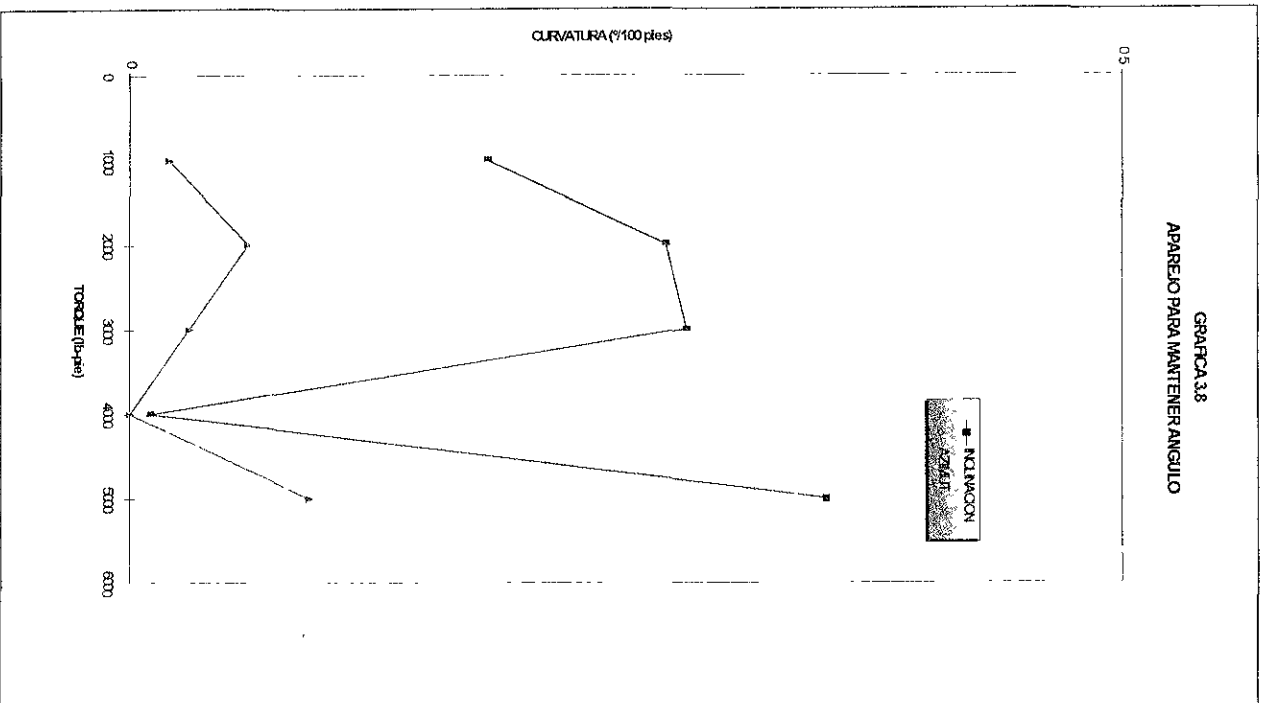 GRAFICA 3.8
APAREJO PARA MANTENER ANGULO
CURVATURA (°/100 pies)
0.5
0
INCLINACION
AZIMUT
0 1000 2000 3000 4000 5000 6000
TORQUE (lb-pie)